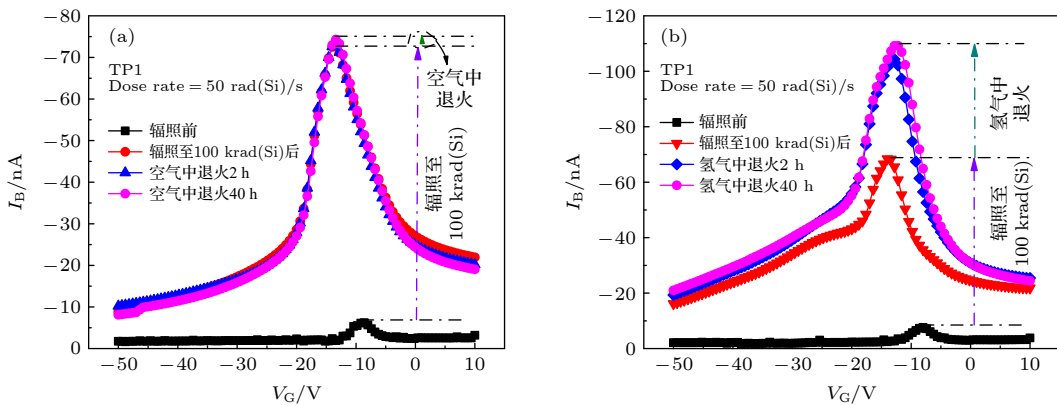 (a)
TP1
Dose rate = 50 rad(Si)/s
辐照前
辐照至100 krad(Si)后
空气中退火2 h
空气中退火40 h
空气中
退火
辐照至
100 krad(Si)
-80
-70
-60
-50
-40
-30
-20
-10
0
I_B/nA
-50
-40
-30
-20
-10
0
10
V_G/V
(b)
TP1
Dose rate = 50 rad(Si)/s
辐照前
辐照至100 krad(Si)后
氢气中退火2 h
氢气中退火40 h
氢气中
退火
辐照至
100 krad(Si)
-120
-100
-80
-60
-40
-20
0
I_B/nA
-50
-40
-30
-20
-10
0
10
V_G/V